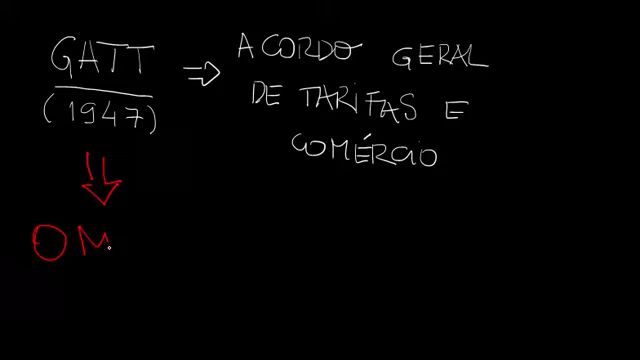 GATT
(1947)
ACORDO GERAL
DE TARIFAS E
COMÉRCIO
OM